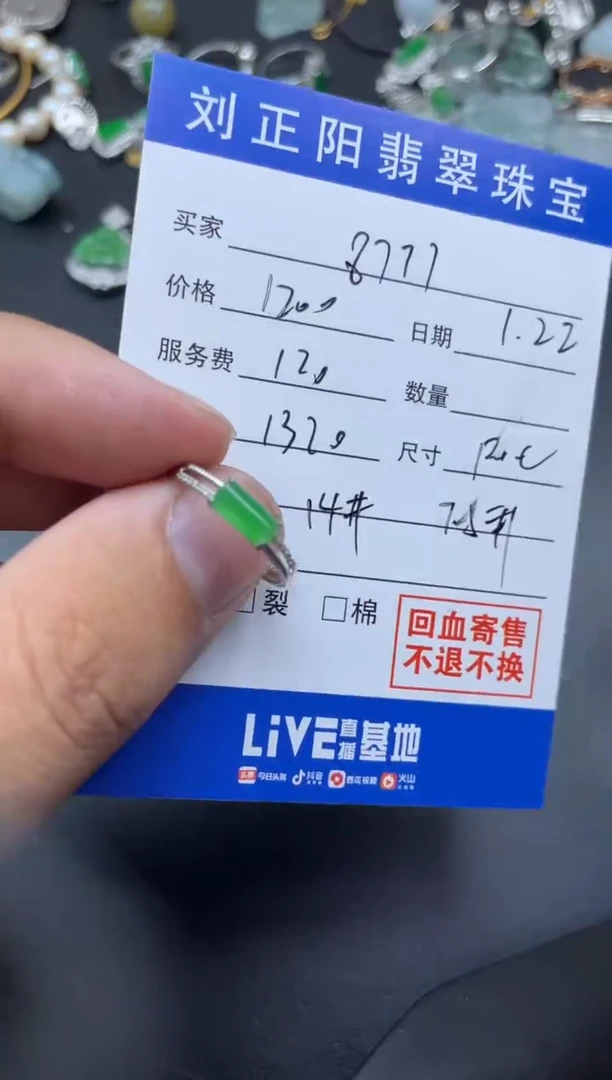 刘正阳翡翠珠宝
买家 8777
价格 1200
日期 1.22
服务费 120
数量
1320
尺寸
14#
裂 棉
回血寄售
不退不换
LiVE直播基地
头条 今日头条 抖音 西瓜视频 火山